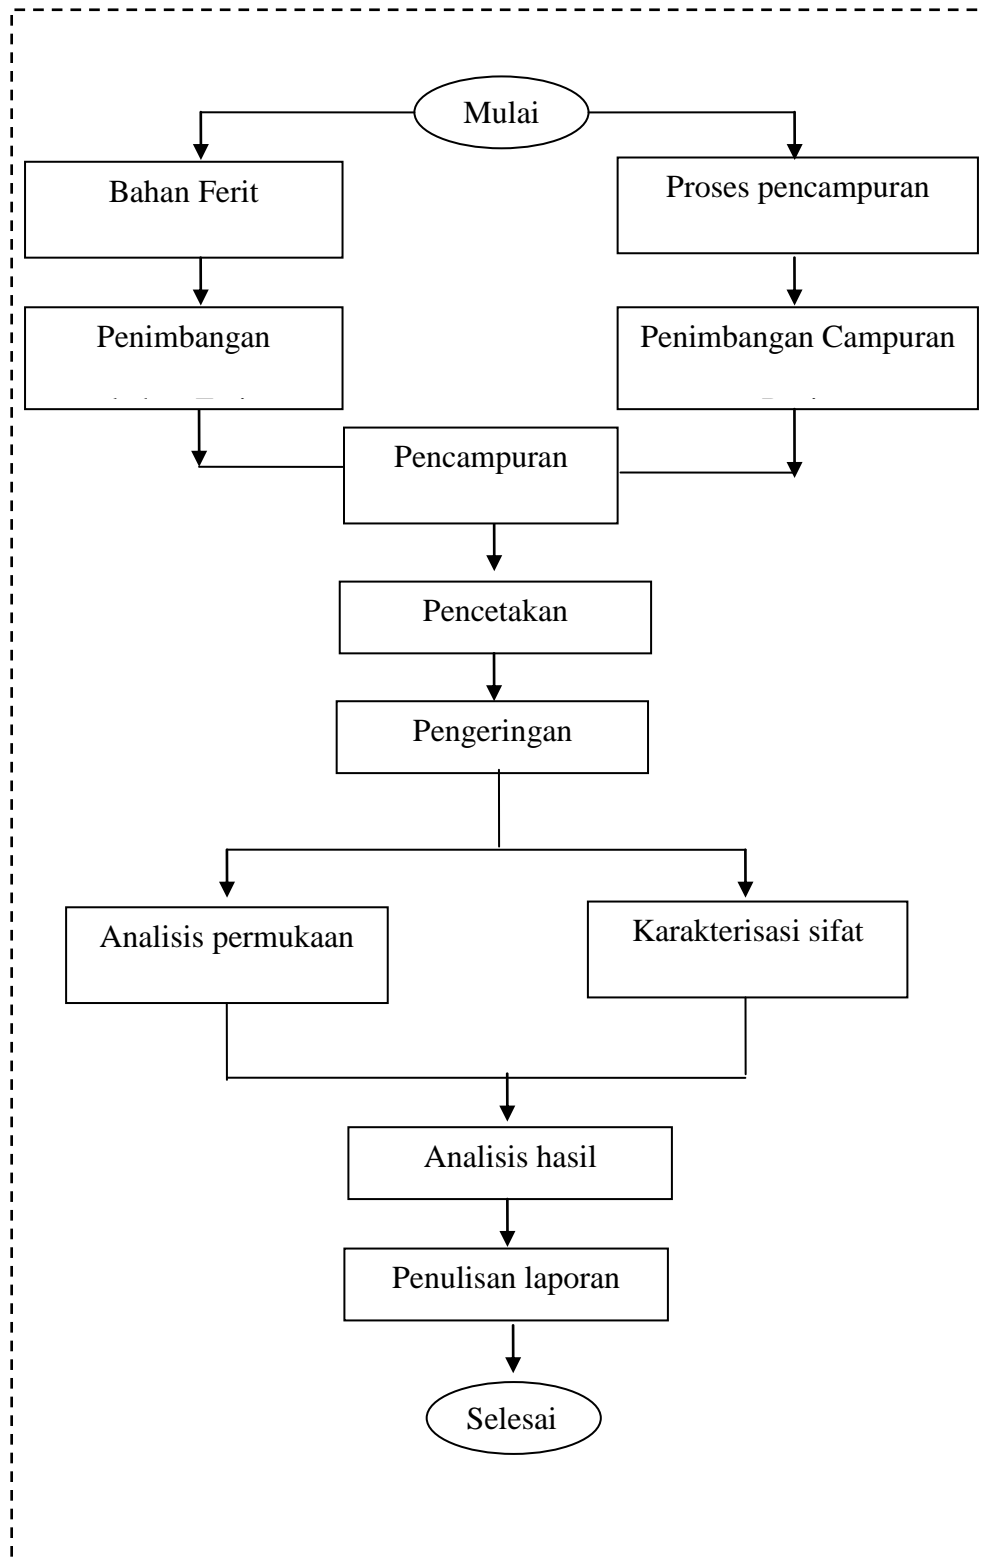 Mulai
Bahan Ferit
Proses pencampuran
Penimbangan
Penimbangan Campuran
Pencampuran
Pencetakan
Pengeringan
Analisis permukaan
Karakterisasi sifat
Analisis hasil
Penulisan laporan
Selesai